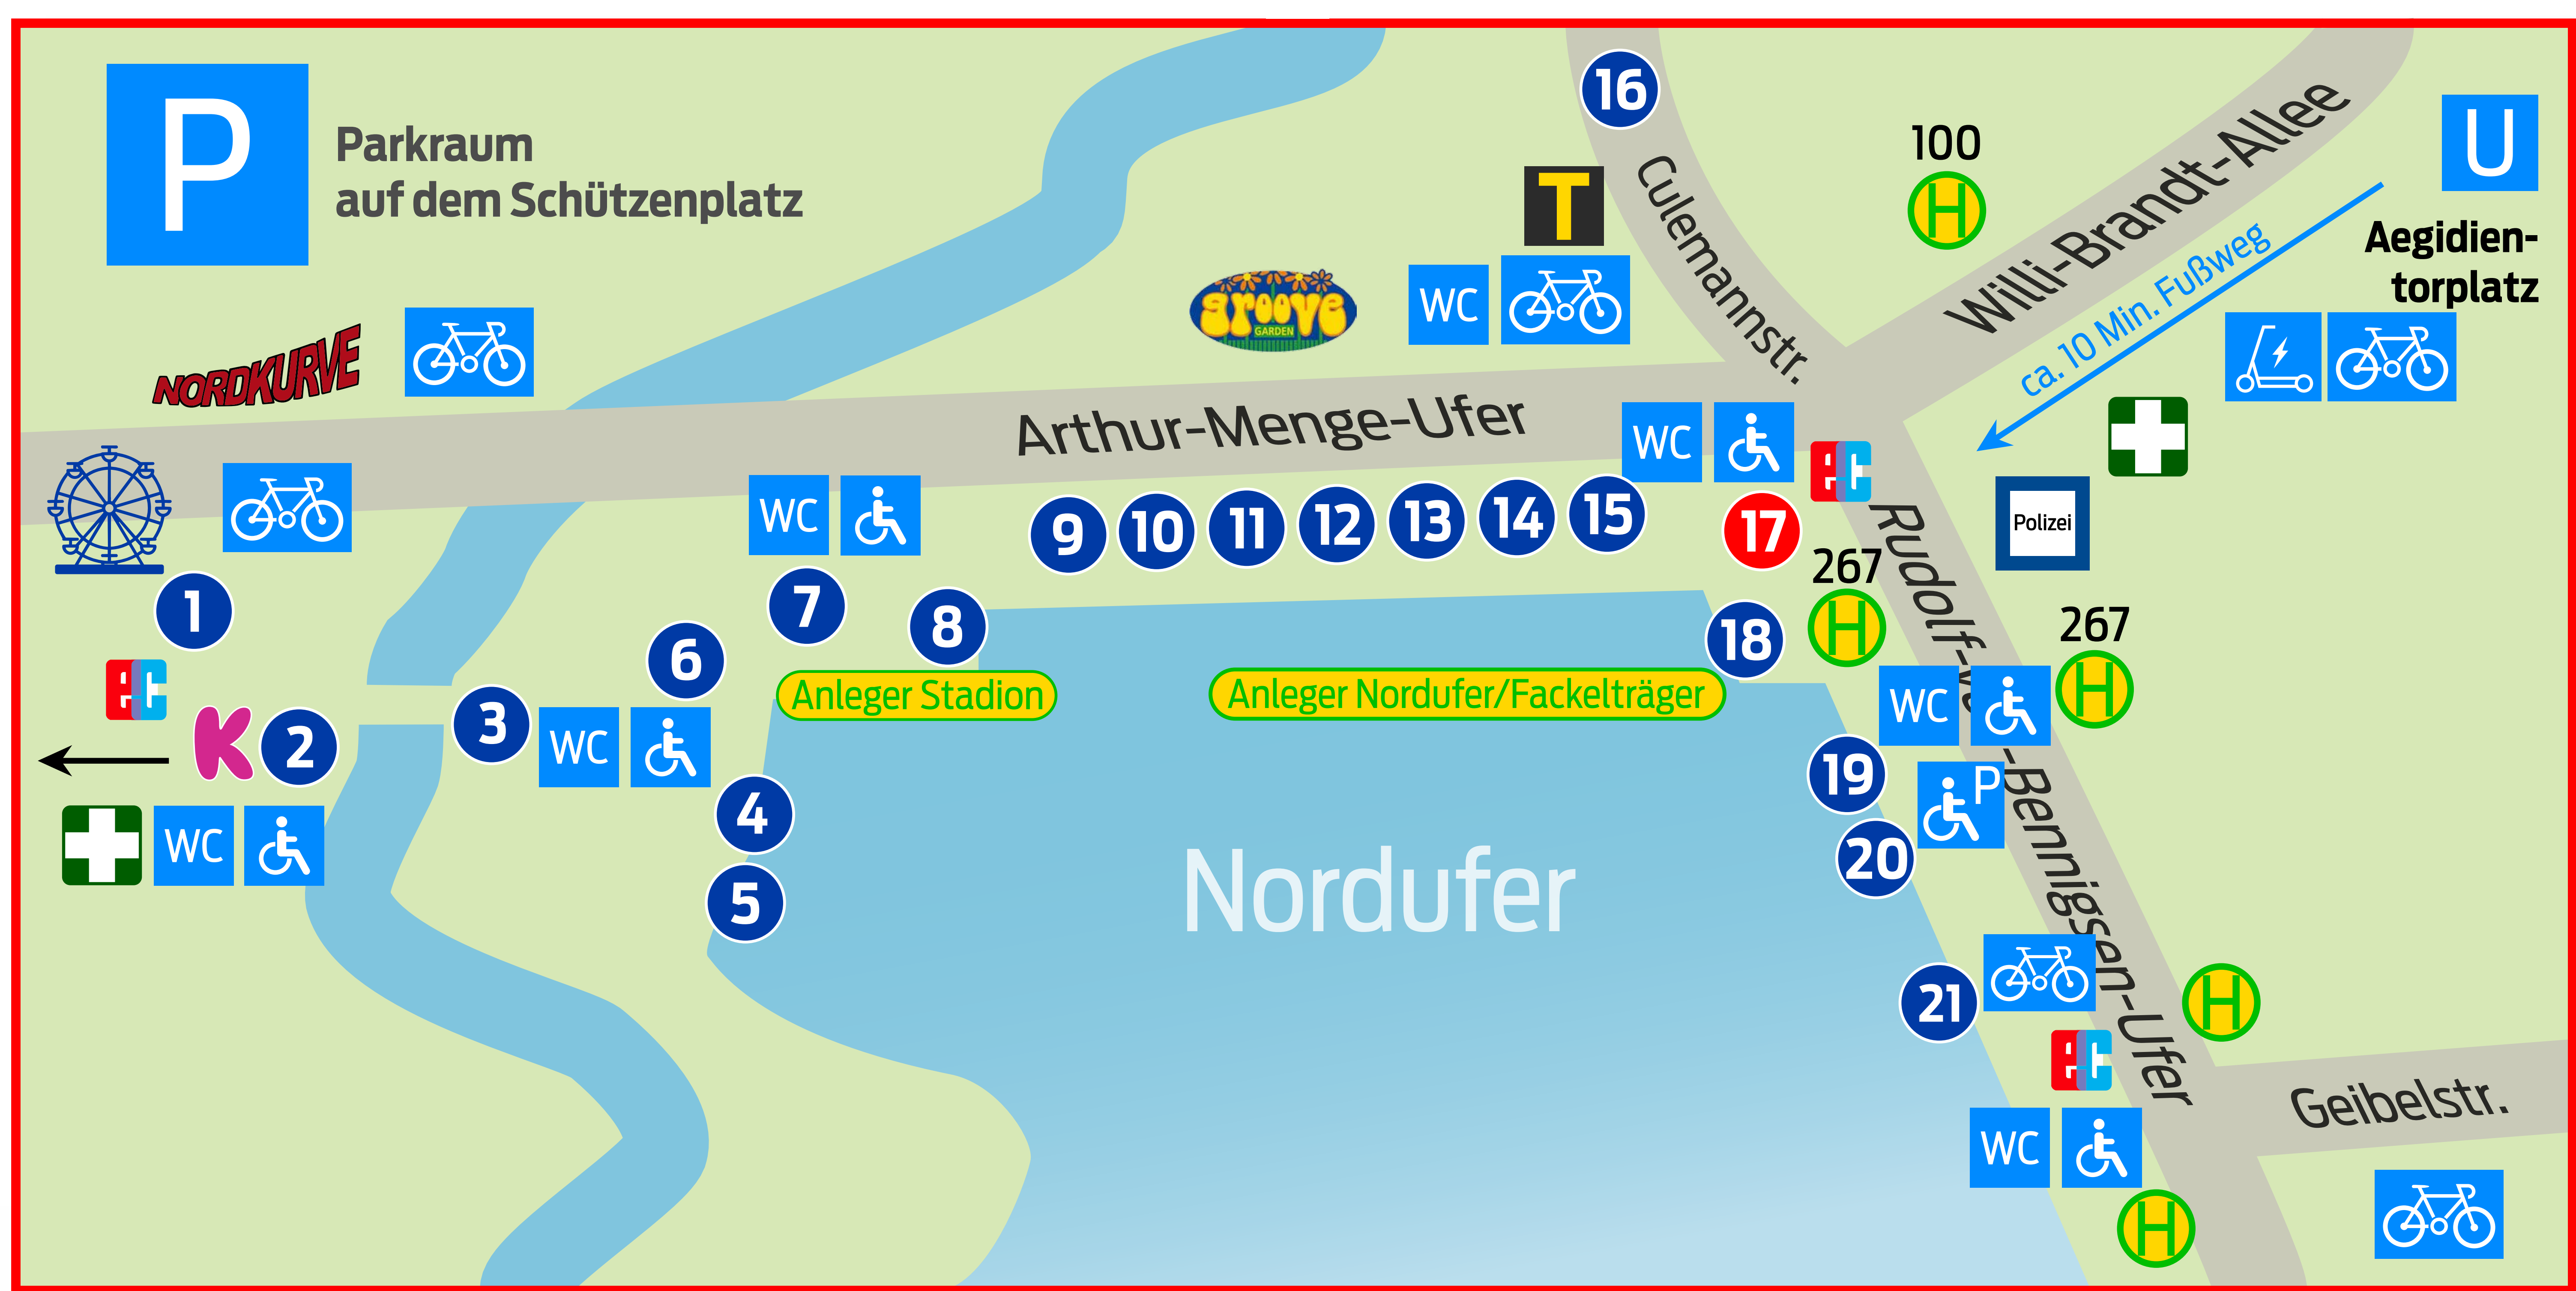 P
Parkraum
auf dem Schützenplatz
16
100
H
U
T
Culemannstr.
Willi-Brandt-Allee
Aegidien-
torplatz
ca. 10 Min. Fußweg
groove
GARDEN
WC
NORDKURVE
Arthur-Menge-Ufer
WC
EC
WC
9
10
11
12
13
14
15
17
Polizei
267
H
267
H
1
7
8
6
18
EC
Anleger Stadion
Anleger Nordufer/Fackelträger
WC
K
2
3
WC
19
P
4
20
WC
5
Nordufer
Rudolf-v -Bennigsen-Ufer
21
H
EC
Geibelstr.
WC
H